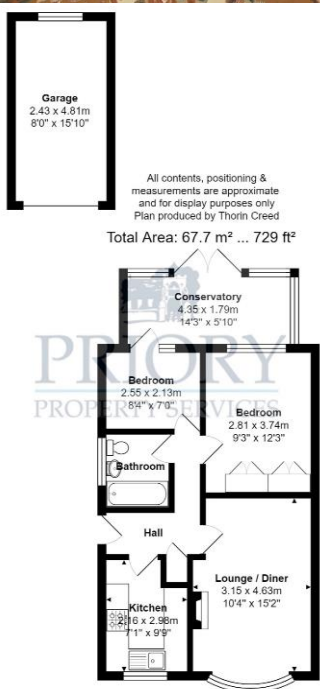 Garage
2.43 x 4.81m
8'0" x 15'10"
All contents, positioning &
measurements are approximate
and for display purposes only
Plan produced by Thorin Creed
Total Area: 67.7 m² ... 729 ft²
Conservatory
4.35 x 1.79m
14'3" x 5'10"
PRIORY
PROPERTY SERVICES
Bedroom
2.55 x 2.13m
8'4" x 7'0"
Bedroom
2.81 x 3.74m
9'3" x 12'3"
Bathroom
Hall
Lounge / Diner
3.15 x 4.63m
10'4" x 15'2"
Kitchen
2.16 x 2.98m
7'1" x 9'9"